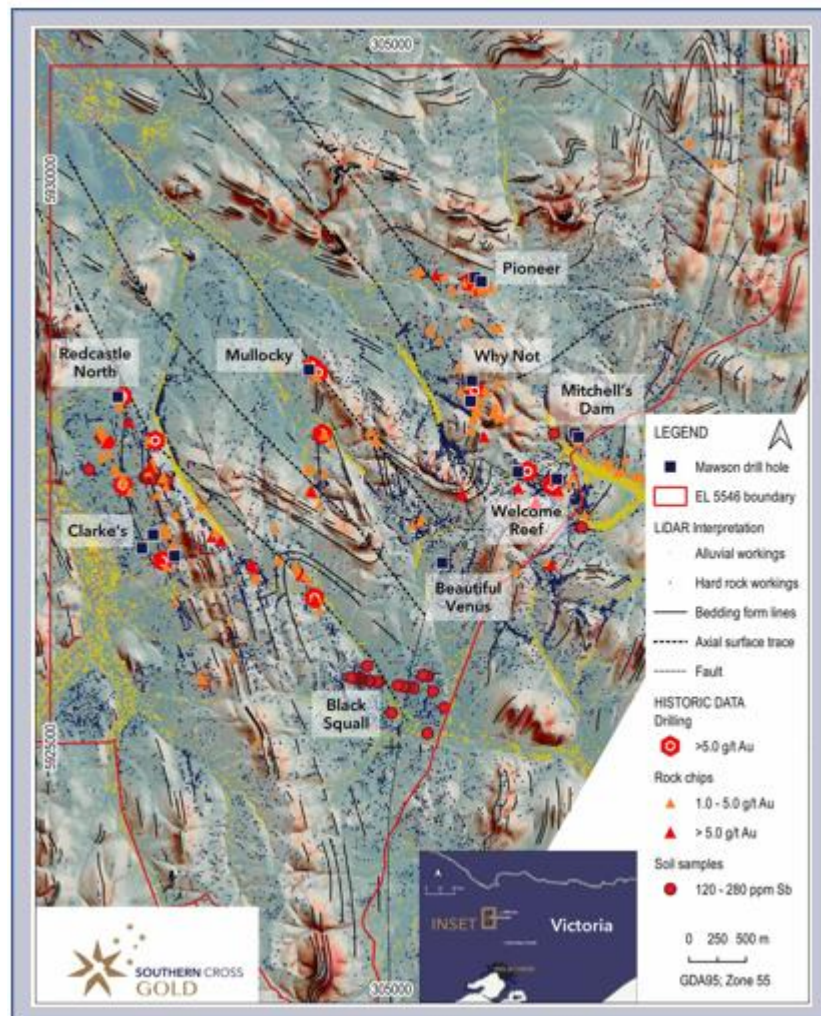 305000
5930000
Pioneer
Redcastle
North
Mullocky
Why Not
Mitchell's
Dam
Welcome
Reef
Clarke's
Beautiful
Venus
Black
Squall
5925000
LEGEND
Mawson drill hole
EL 5546 boundary
LiDAR Interpretation
Alluvial workings
Hard rock workings
Bedding form lines
Axial surface trace
Fault
HISTORIC DATA
Drilling
>5.0 g/t Au
Rock chips
1.0 - 5.0 g/t Au
> 5.0 g/t Au
Soil samples
120 - 280 ppm Sb
0 250 500 m
GDA95; Zone 55
INSET
Victoria
SOUTHERN CROSS
GOLD
305000